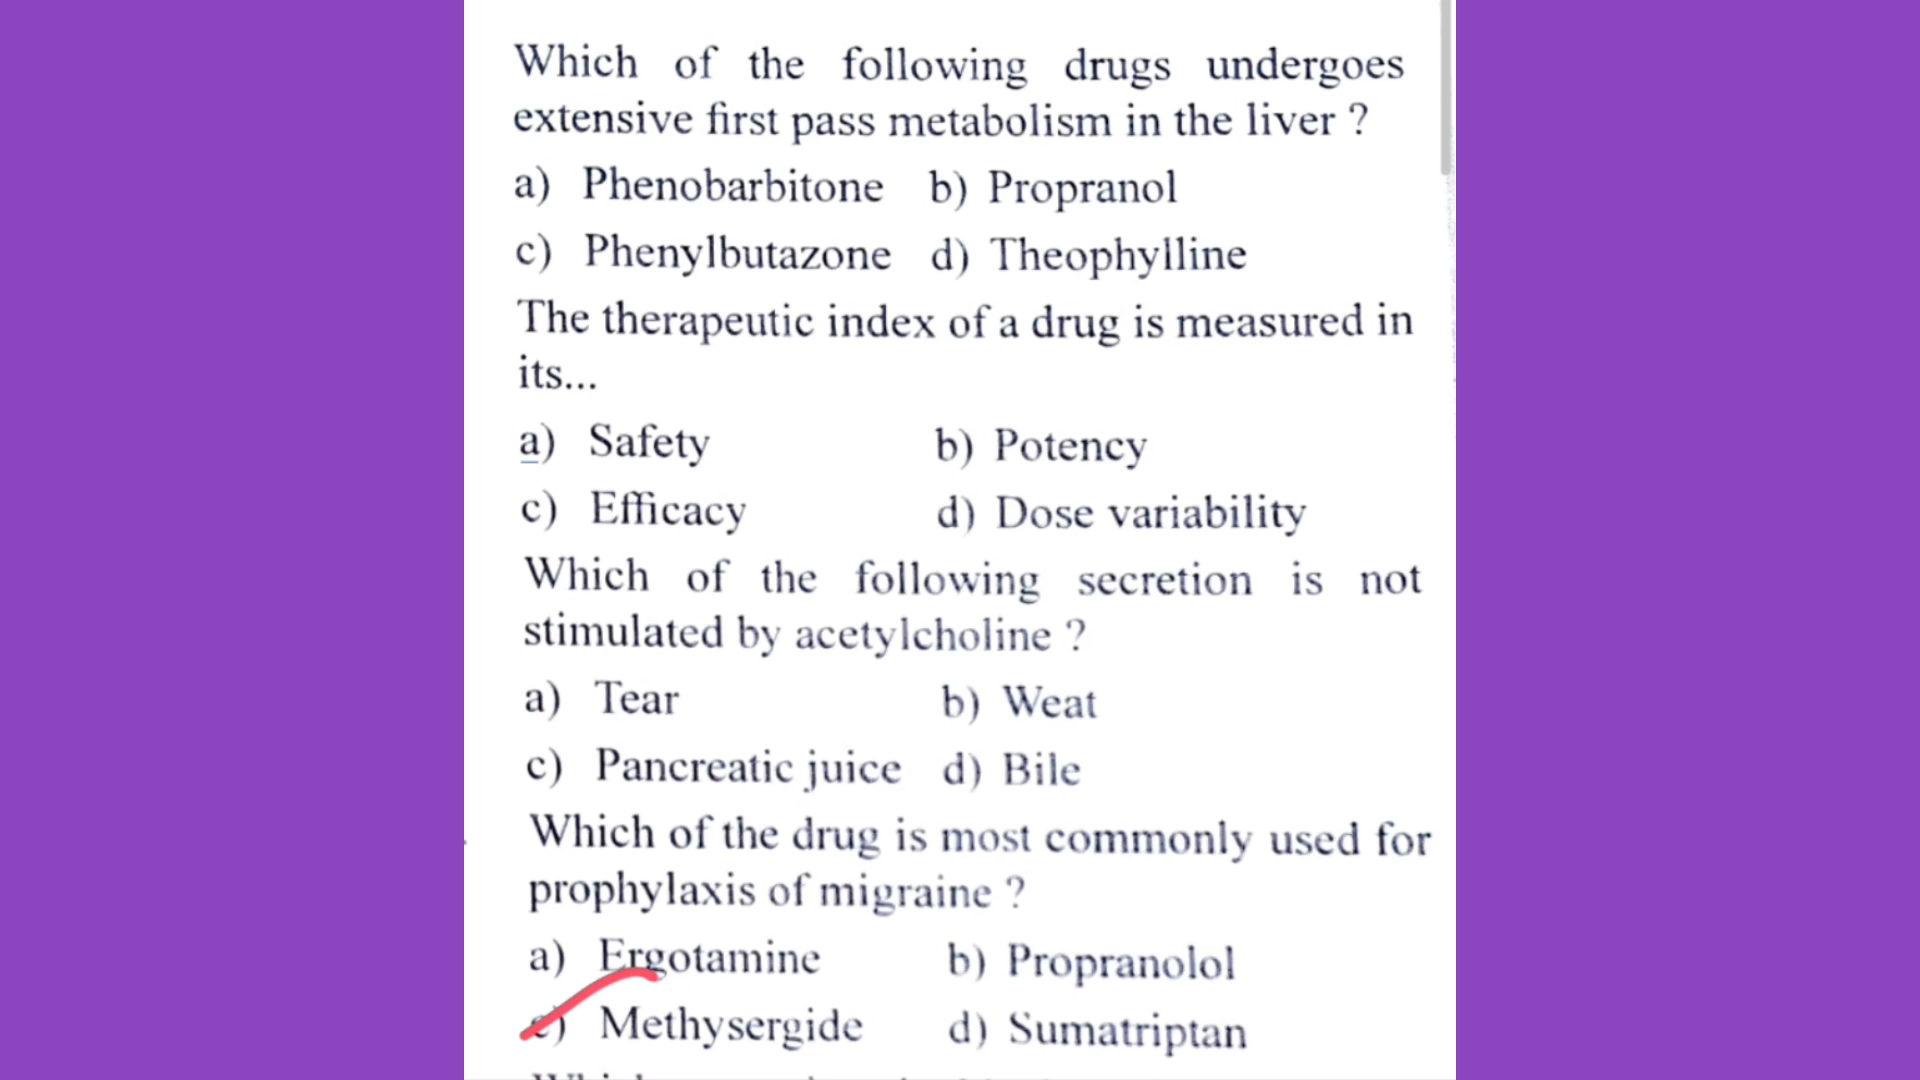 Which of the following drugs undergoes
extensive first pass metabolism in the liver ?
a) Phenobarbitone b) Propranol
c) Phenylbutazone d) Theophylline
The therapeutic index of a drug is measured in
its...
a) Safety b) Potency
c) Efficacy d) Dose variability
Which of the following secretion is not
stimulated by acetylcholine ?
a) Tear b) Weat
c) Pancreatic juice d) Bile
Which of the drug is most commonly used for
prophylaxis of migraine ?
a) Ergotamine b) Propranolol
c) Methysergide d) Sumatriptan